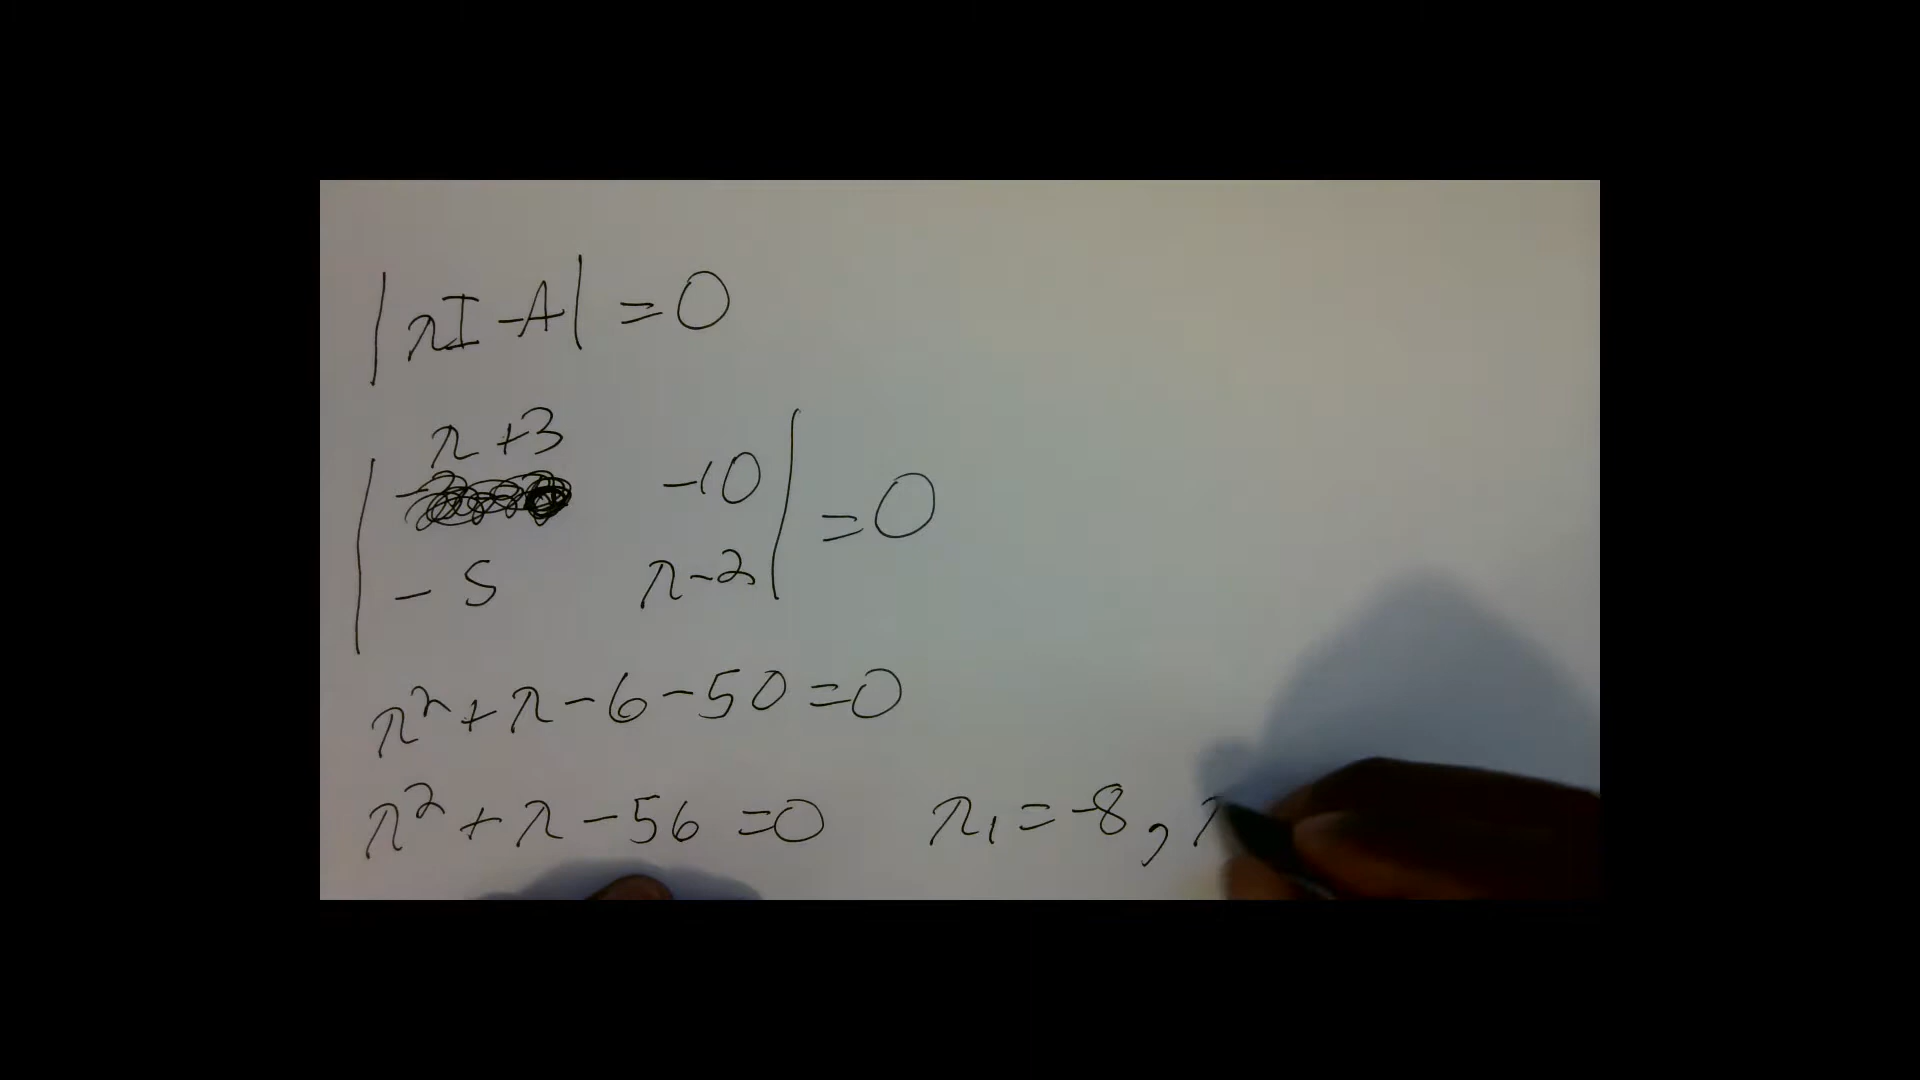 |λI-A| = 0
λ+3 -10
-5 λ-2 = 0
λ²+λ-6-50=0
λ²+λ-56=0 λ₁=-8, λ